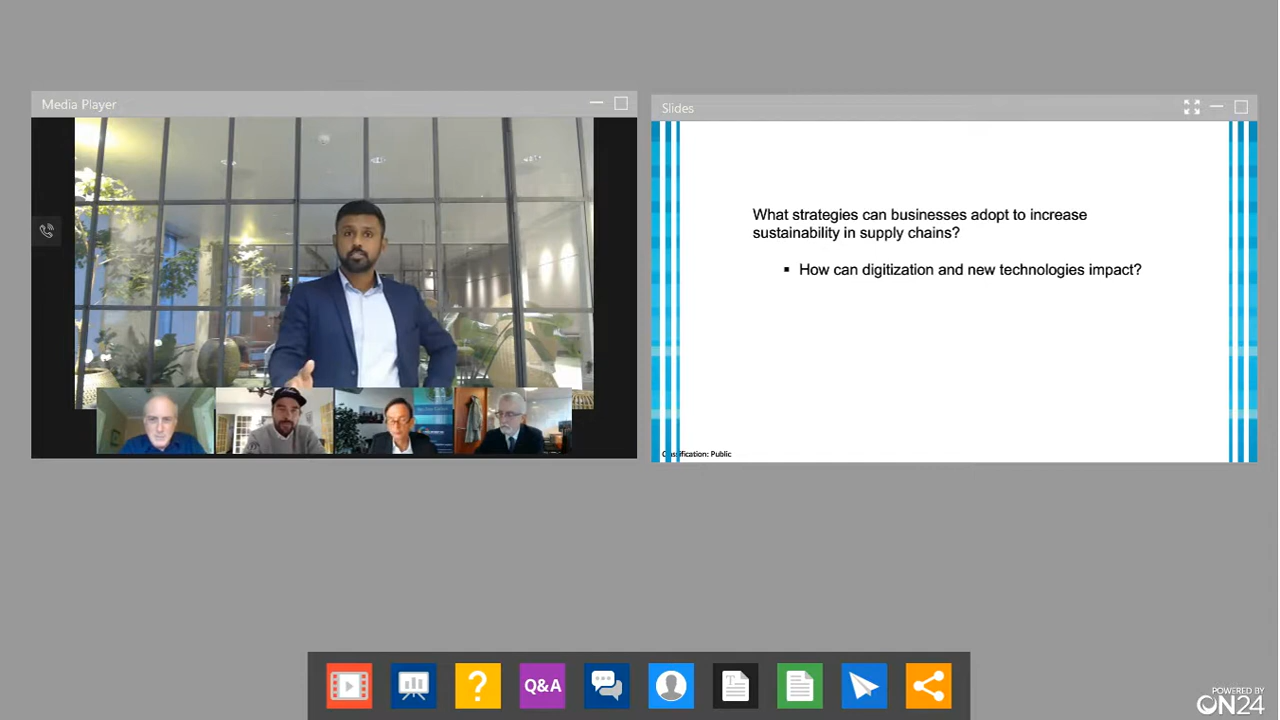 Media Player
Slides
What strategies can businesses adopt to increase
sustainability in supply chains?
▪ How can digitization and new technologies impact?
Classification: Public
?
Q&A
T
POWERED BY
ON24